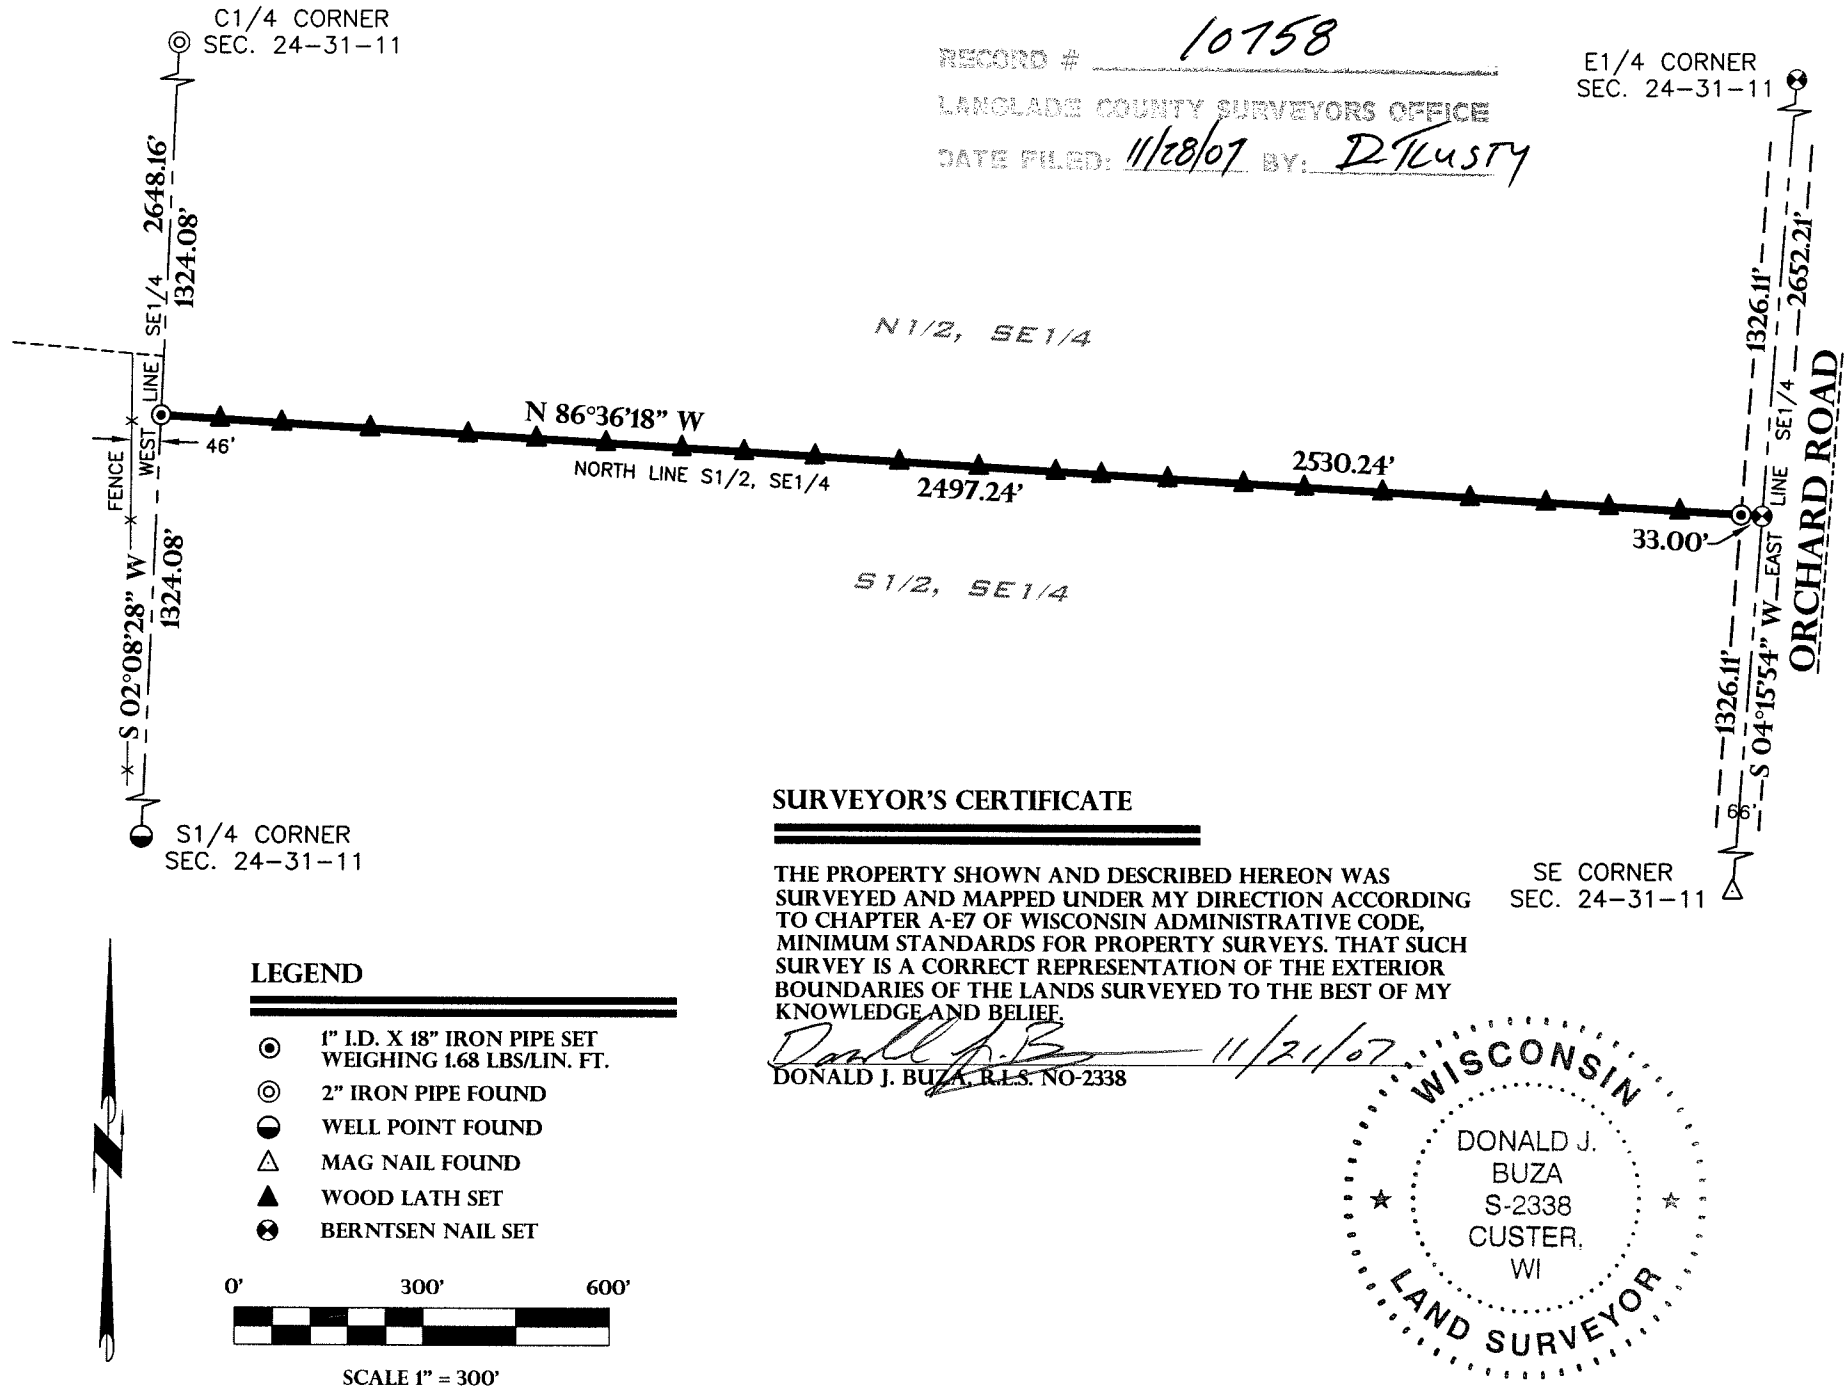 C1/4 CORNER
SEC. 24-31-11
RECORD # 10758
LANGLADE COUNTY SURVEYORS OFFICE
DATE FILED: 11/28/07 BY: D TLUSTY
E1/4 CORNER
SEC. 24-31-11
2648.16'
1324.08'
WEST LINE SE1/4
FENCE
46'
S 02°08'28" W
1324.08'
N 1/2, SE1/4
N 86°36'18" W
NORTH LINE S1/2, SE1/4
2530.24'
2497.24'
33.00'
S 1/2, SE1/4
1326.11'
2652.21'
EAST LINE SE1/4
ORCHARD ROAD
1326.11'
S 04°15'54" W
66'
S1/4 CORNER
SEC. 24-31-11
SE CORNER
SEC. 24-31-11
SURVEYOR'S CERTIFICATE
THE PROPERTY SHOWN AND DESCRIBED HEREON WAS
SURVEYED AND MAPPED UNDER MY DIRECTION ACCORDING
TO CHAPTER A-E7 OF WISCONSIN ADMINISTRATIVE CODE,
MINIMUM STANDARDS FOR PROPERTY SURVEYS. THAT SUCH
SURVEY IS A CORRECT REPRESENTATION OF THE EXTERIOR
BOUNDARIES OF THE LANDS SURVEYED TO THE BEST OF MY
KNOWLEDGE AND BELIEF.
11/21/07
DONALD J. BUZA, R.L.S. NO-2338
LEGEND
1" I.D. X 18" IRON PIPE SET
WEIGHING 1.68 LBS/LIN. FT.
2" IRON PIPE FOUND
WELL POINT FOUND
MAG NAIL FOUND
WOOD LATH SET
BERNTSEN NAIL SET
0' 300' 600'
SCALE 1" = 300'
WISCONSIN
DONALD J.
BUZA
S-2338
CUSTER,
WI
LAND SURVEYOR